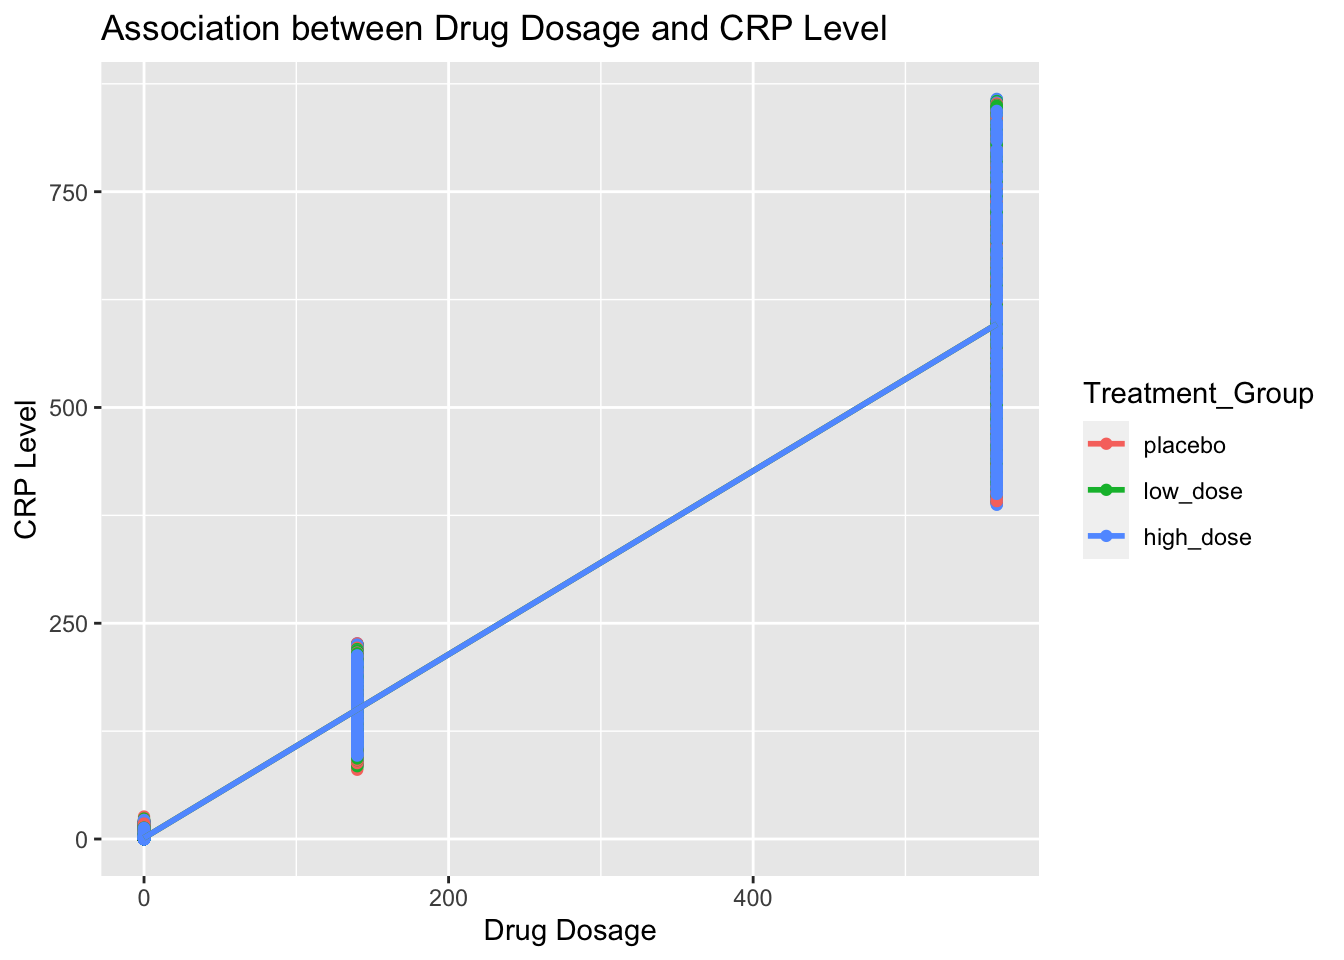 Association between Drug Dosage and CRP Level
750
500
250
0
CRP Level
0
200
400
Drug Dosage
Treatment_Group
placebo
low_dose
high_dose